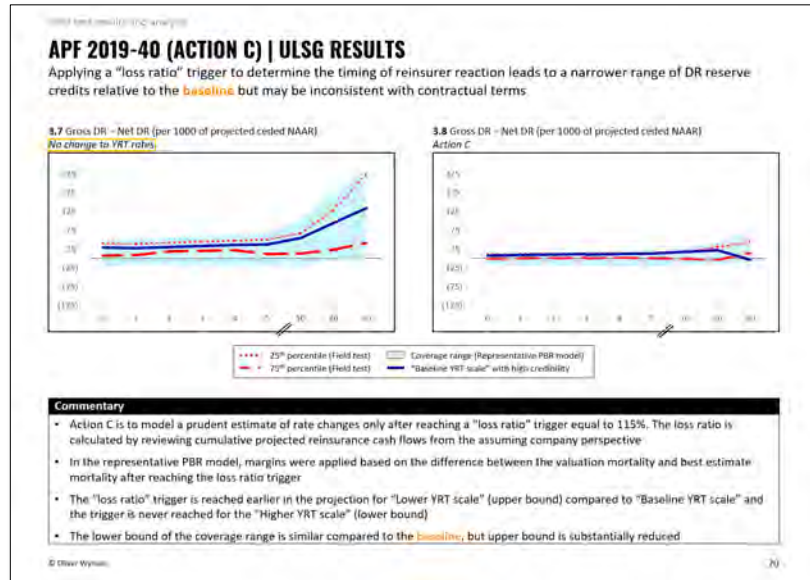 Field test results and analysis
APF 2019-40 (ACTION C) | ULSG RESULTS
Applying a “loss ratio” trigger to determine the timing of reinsurer reaction leads to a narrower range of DR reserve
credits relative to the baseline but may be inconsistent with contractual terms
3.7 Gross DR – Net DR (per 1000 of projected ceded NAAR)
No change to YRT rates.
3.8 Gross DR – Net DR (per 1000 of projected ceded NAAR)
Action C
25th percentile (Field test)
Coverage range (Representative PBR model)
75th percentile (Field test)
“Baseline YRT scale” with high credibility
Commentary
• Action C is to model a prudent estimate of rate changes only after reaching a “loss ratio” trigger equal to 115%. The loss ratio is
calculated by reviewing cumulative projected reinsurance cash flows from the assuming company perspective
• In the representative PBR model, margins were applied based on the difference between the valuation mortality and best estimate
mortality after reaching the loss ratio trigger
• The “loss ratio” trigger is reached earlier in the projection for “Lower YRT scale” (upper bound) compared to “Baseline YRT scale” and
the trigger is never reached for the “Higher YRT scale” (lower bound)
• The lower bound of the coverage range is similar compared to the baseline, but upper bound is substantially reduced
© Oliver Wyman
70